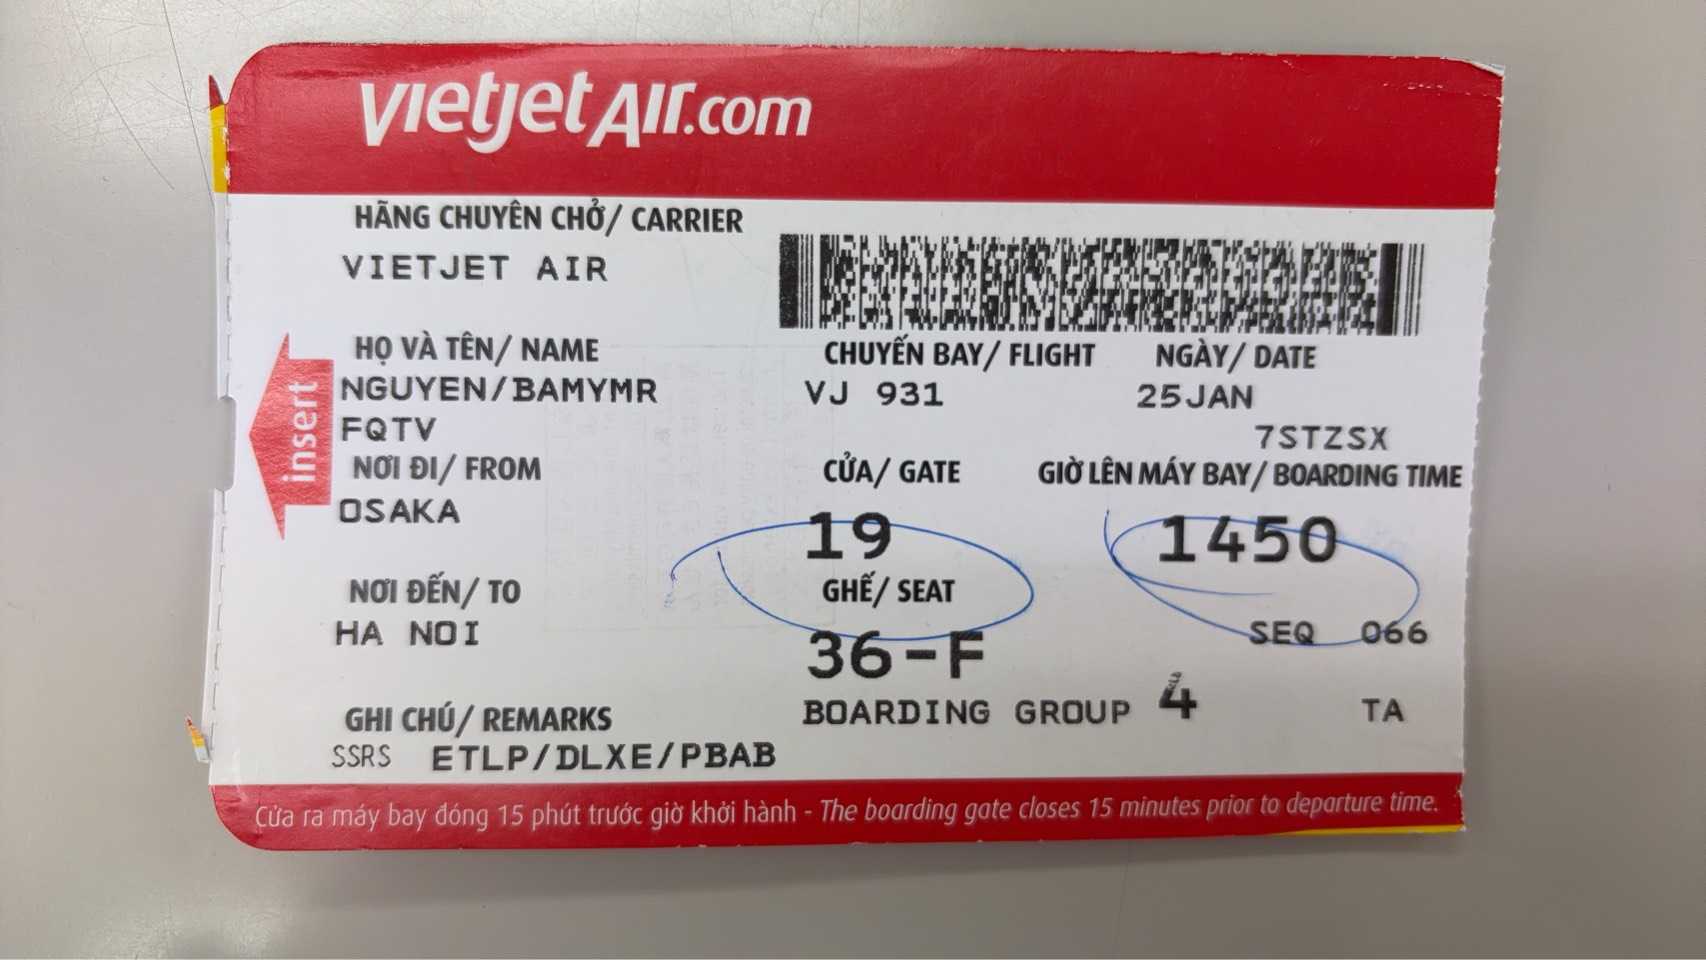 vietjetAir.com
HÃNG CHUYÊN CHỞ/ CARRIER
VIETJET AIR
HỌ VÀ TÊN/ NAME
NGUYEN/BAMYMR
CHUYẾN BAY/ FLIGHT
VJ 931
NGÀY/ DATE
25JAN
FQTV
7STZSX
NƠI ĐI/ FROM
OSAKA
CỬA/ GATE
19
GIỜ LÊN MÁY BAY/ BOARDING TIME
1450
insert
NƠI ĐẾN/ TO
HA NOI
GHẾ/ SEAT
36-F
SEQ 066
BOARDING GROUP 4 TA
GHI CHÚ/ REMARKS
SSRS ETLP/DLXE/PBAB
Cửa ra máy bay đóng 15 phút trước giờ khởi hành - The boarding gate closes 15 minutes prior to departure time.